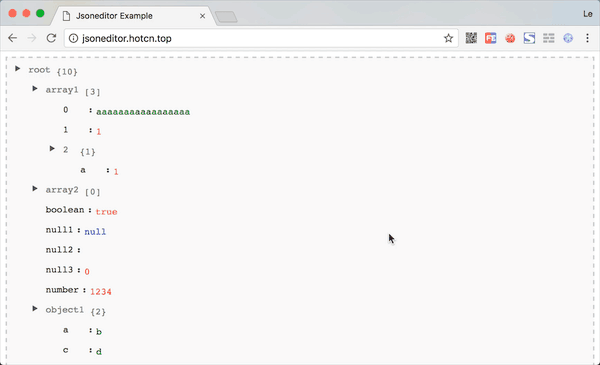 Jsoneditor Example
Le
jsoneditor.hotcn.top
root {10}
array1 [3]
0 : aaaaaaaaaaaaaaaaa
1 : 1
2 {1}
a : 1
array2 [0]
boolean : true
null1 : null
null2 :
null3 : 0
number : 1234
object1 {2}
a : b
c : d